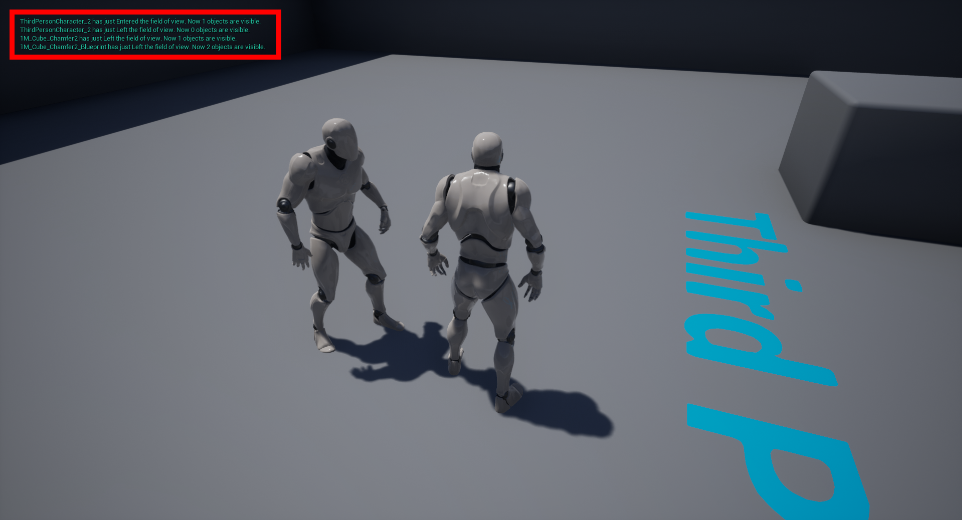 ThirdPersonCharacter_2 has just Entered the field of view. Now 1 objects are visible.
ThirdPersonCharacter_2 has just Left the field of view. Now 0 objects are visible.
1M_Cube_Chamfer2 has just Left the field of view. Now 1 objects are visible.
1M_Cube_Chamfer2_Blueprint has just Left the field of view. Now 2 objects are visible.
Third P